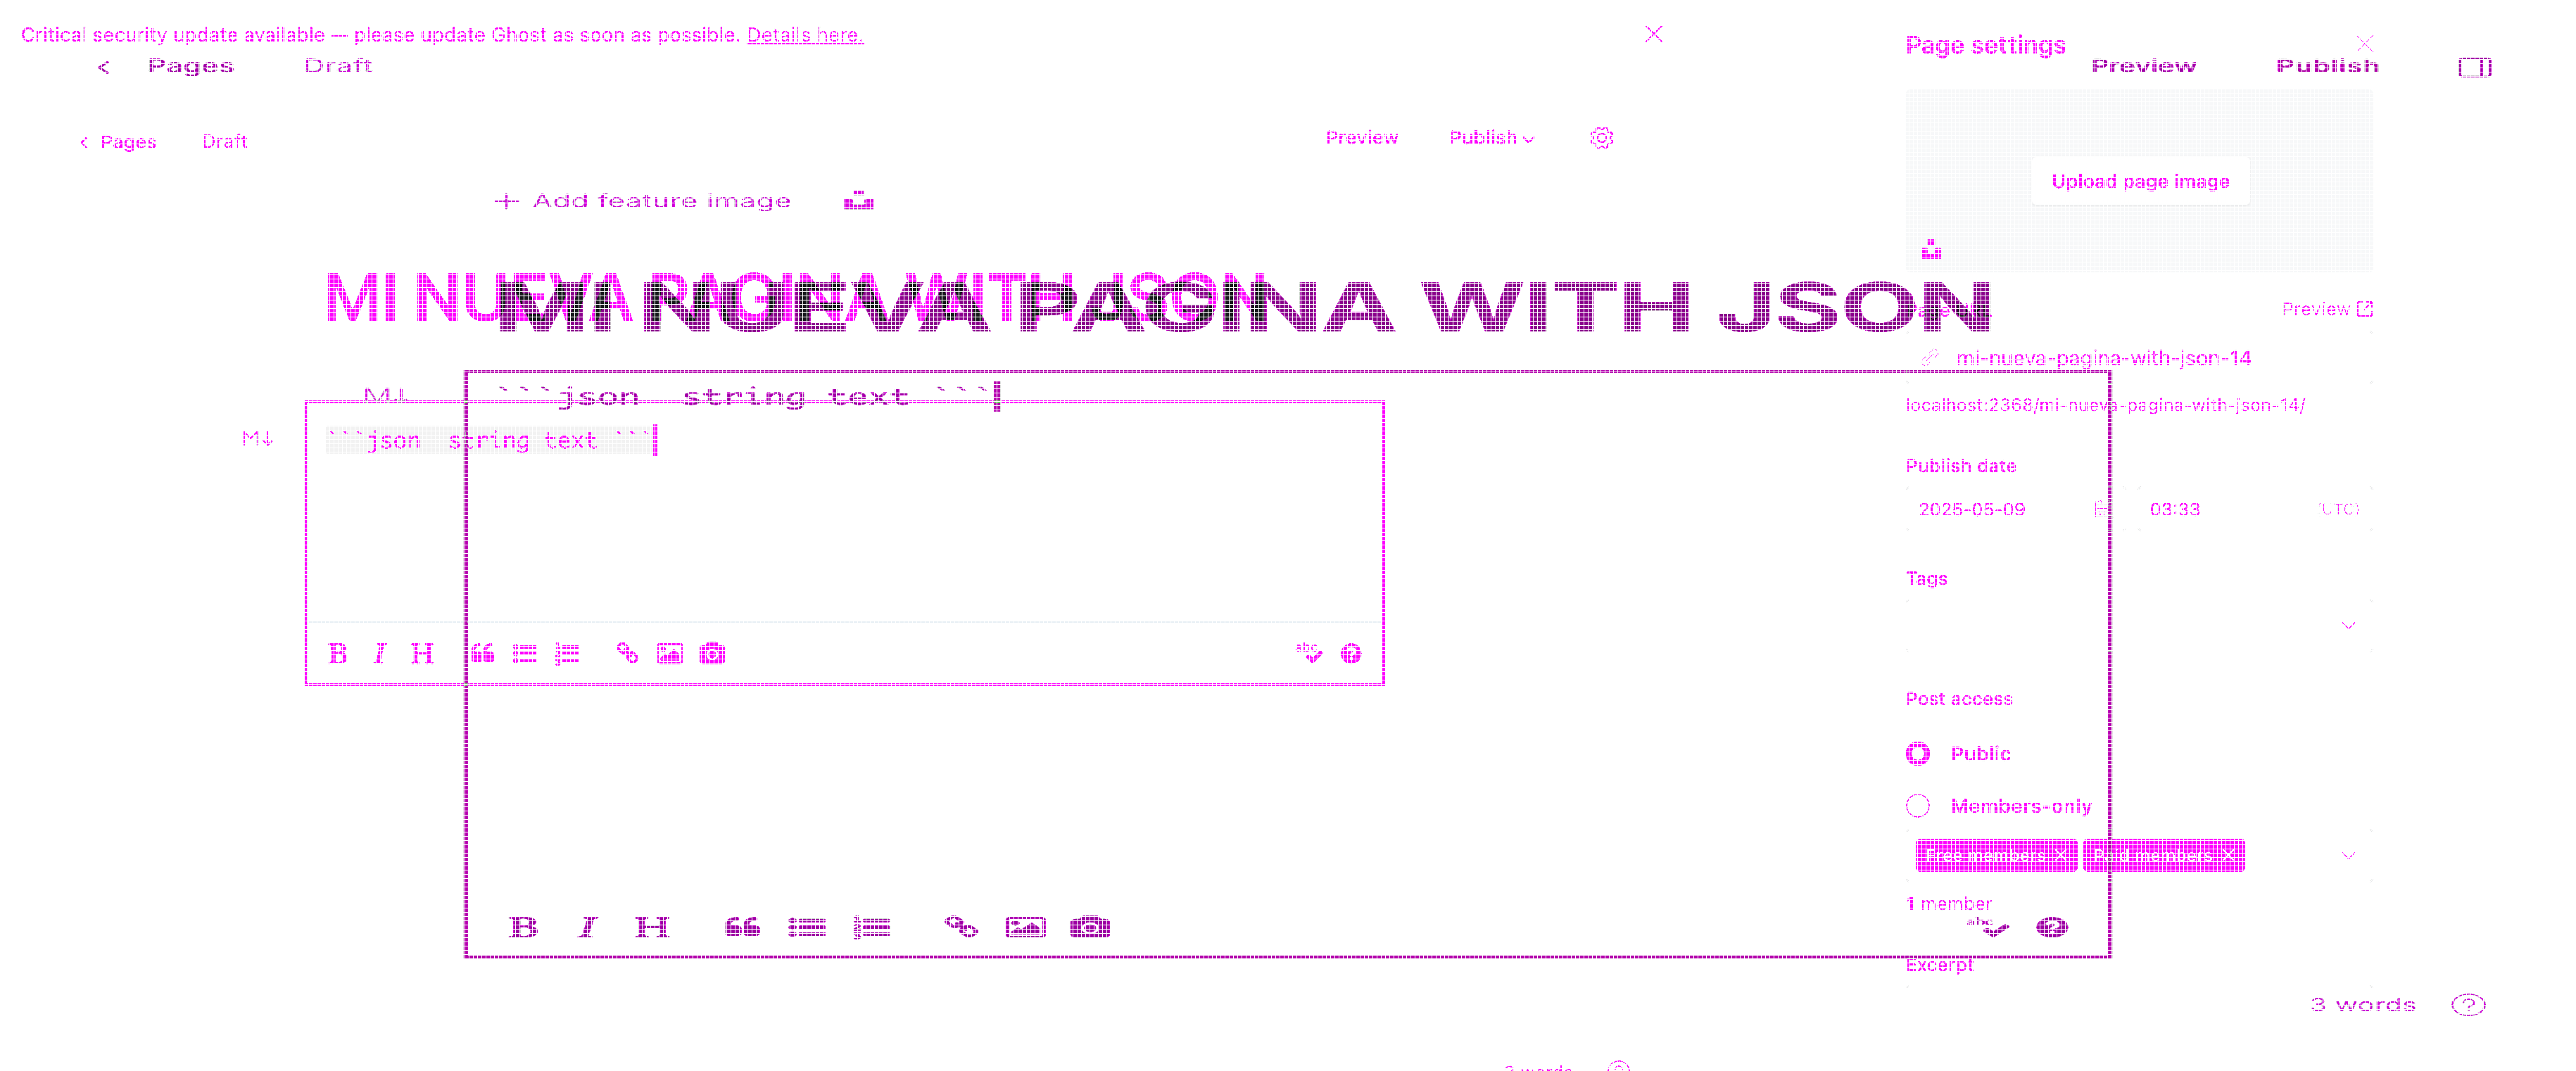 Critical security update available — please update Ghost as soon as possible. Details here.
Page settings
Pages Draft
Preview Publish
Pages Draft
Preview Publish
Upload page image
Add feature image
MI NUEVA PAGINA WITH JSON
MI NUEVA PAGINA WITH JSON
Preview
mi-nueva-pagina-with-json-14
M↓ ```json string text ```
localhost:2368/mi-nueva-pagina-with-json-14/
M↓ ```json string text ```
Publish date
2025-05-09 03:33 (UTC)
Tags
B I H abc
Post access
Public
Members-only
Free members × Paid members ×
1 member
B I H abc
Excerpt
3 words
words